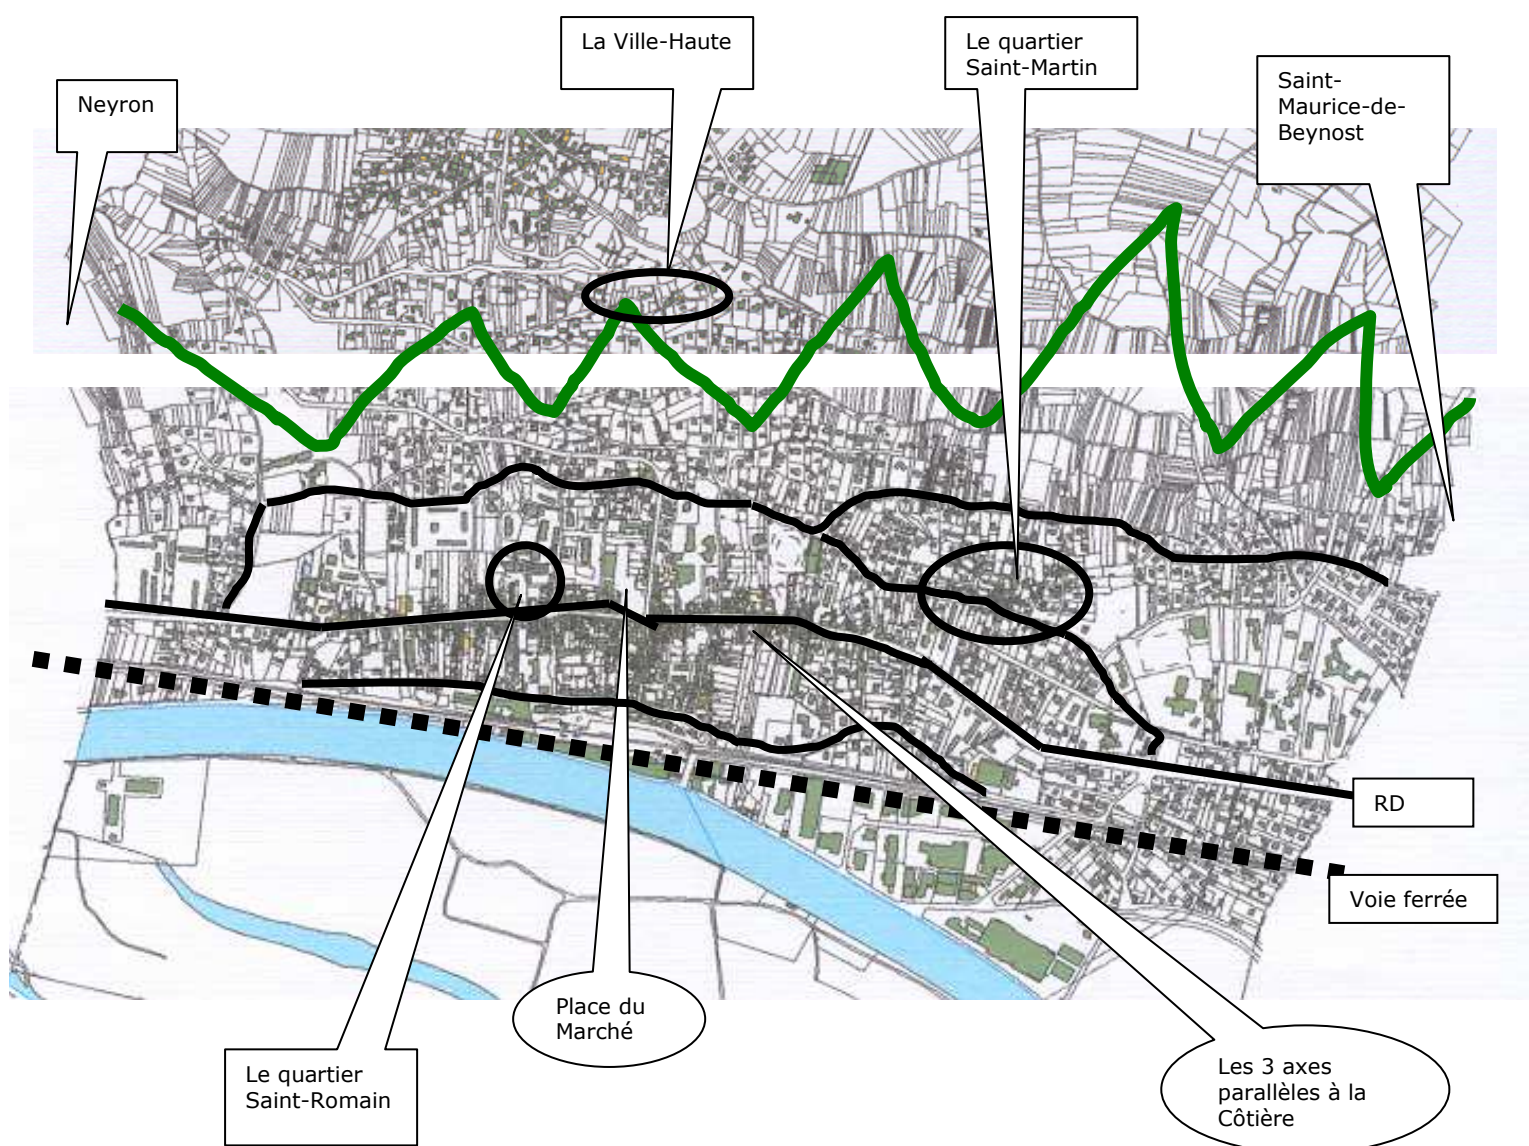 La Ville-Haute
Le quartier
Saint-Martin
Saint-
Maurice-de-
Beynost
Neyron
RD
Voie ferrée
Place du
Marché
Le quartier
Saint-Romain
Les 3 axes
parallèles à la
Côtière